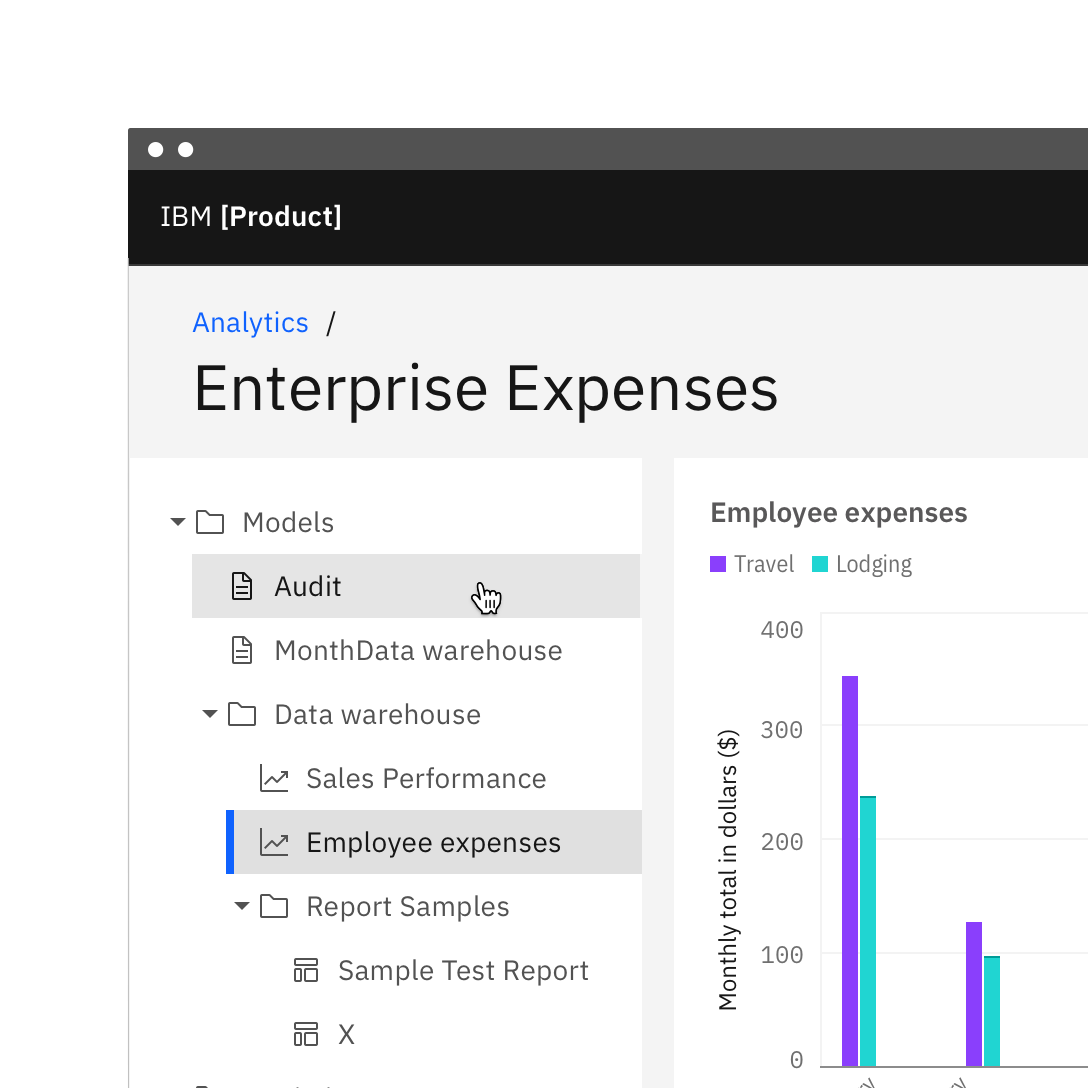 IBM [Product]
Analytics /
Enterprise Expenses
Models
Audit
MonthData warehouse
Data warehouse
Sales Performance
Employee expenses
Report Samples
Sample Test Report
X
Employee expenses
Travel Lodging
Monthly total in dollars ($)
400
300
200
100
0